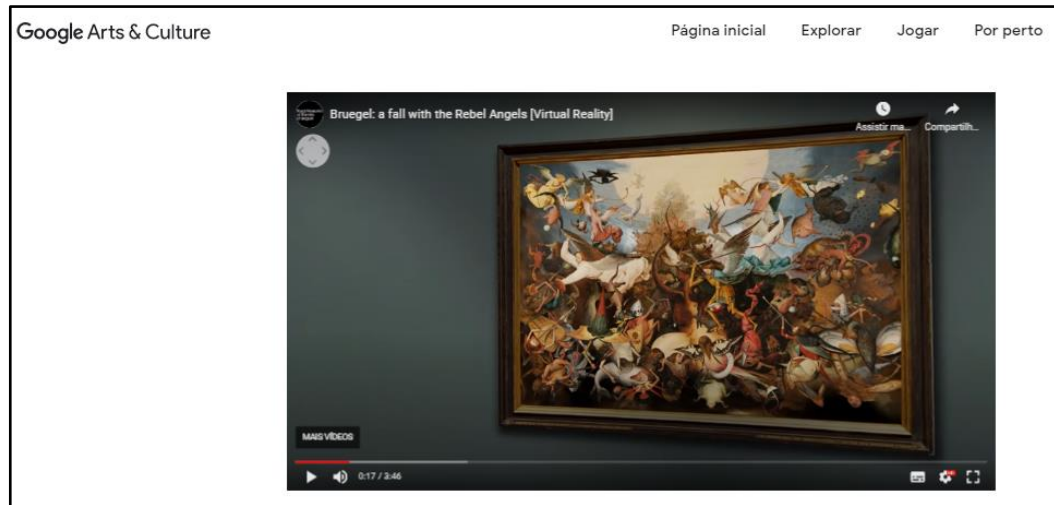 Google Arts & Culture
Página inicial Explorar Jogar Por perto
Bruegel: a fall with the Rebel Angels [Virtual Reality]
Assistir ma... Compartilh...
MAIS VÍDEOS
0:17 / 3:46